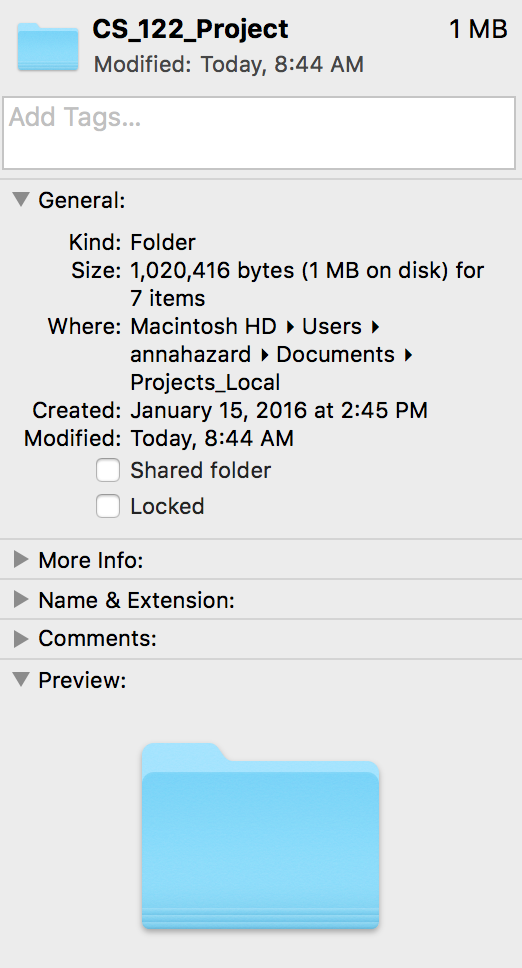 CS_122_Project 1 MB
Modified: Today, 8:44 AM
Add Tags...
General:
Kind: Folder
Size: 1,020,416 bytes (1 MB on disk) for
7 items
Where: Macintosh HD ▸ Users ▸
annahazard ▸ Documents ▸
Projects_Local
Created: January 15, 2016 at 2:45 PM
Modified: Today, 8:44 AM
Shared folder
Locked
More Info:
Name & Extension:
Comments:
Preview: